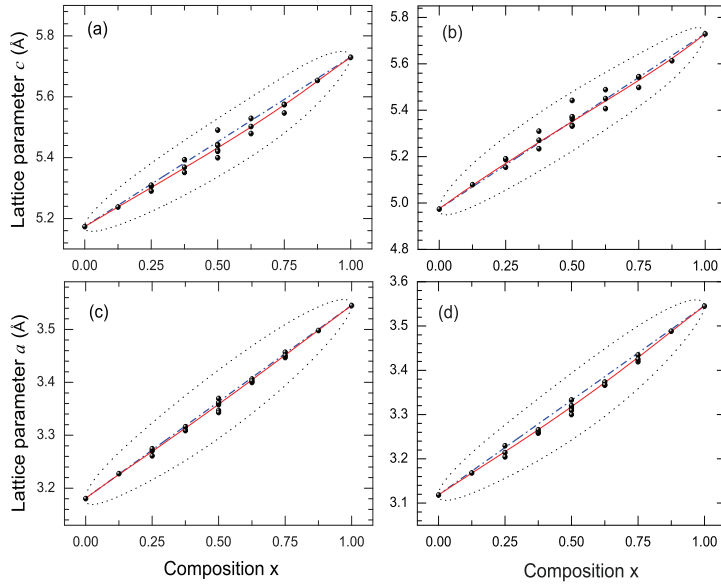 (a)
(b)
Lattice parameter c (Å)
5.8
5.6
5.4
5.2
5.8
5.6
5.4
5.2
5.0
4.8
0.00 0.25 0.50 0.75 1.00
0.00 0.25 0.50 0.75 1.00
(c)
(d)
Lattice parameter a (Å)
3.5
3.4
3.3
3.2
3.6
3.5
3.4
3.3
3.2
3.1
0.00 0.25 0.50 0.75 1.00
0.00 0.25 0.50 0.75 1.00
Composition x
Composition x